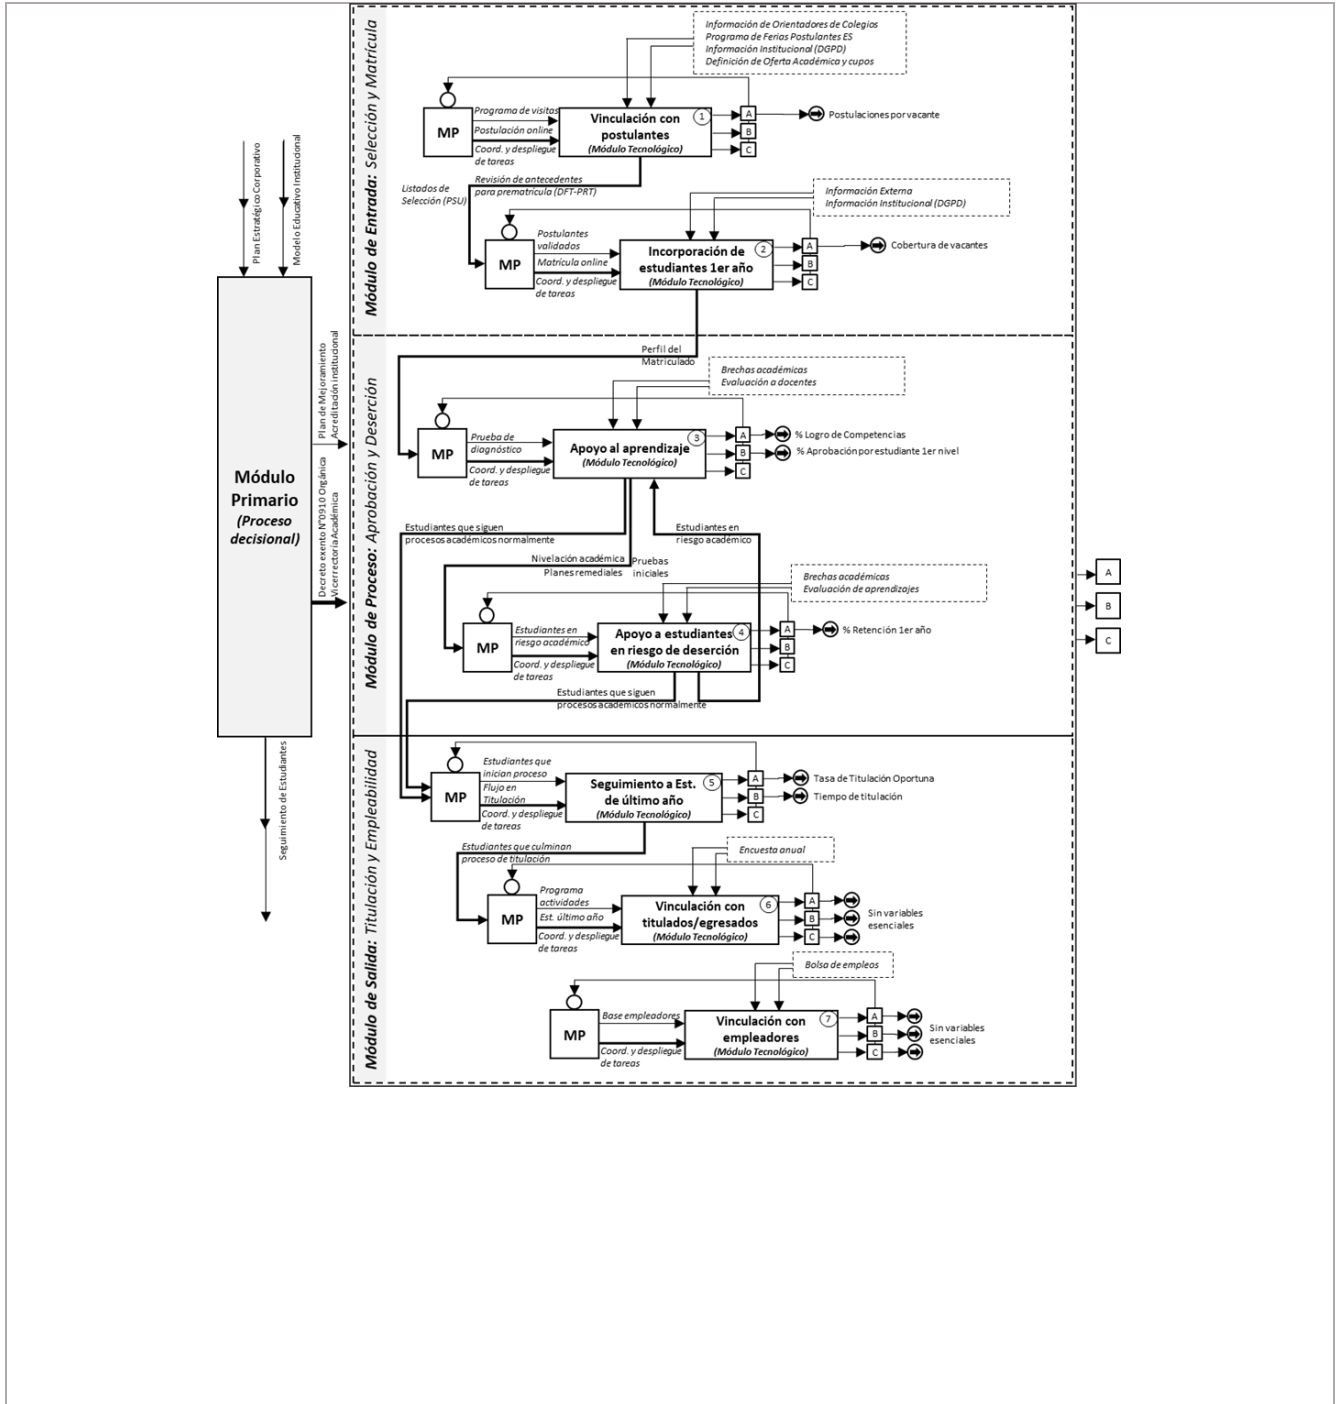 Plan Estratégico Corporativo
Modelo Educativo Institucional
Módulo
Primario
(Proceso
decisional)
Plan de Mejoramiento
Acreditación institucional
Decreto exento N°0910 Orgánica
Vicerrectoría Académica
Seguimiento de Estudiantes
Módulo de Entrada: Selección y Matrícula
Información de Orientadores de Colegios
Programa de Ferias Postulantes ES
Información Institucional (DGPD)
Definición de Oferta Académica y cupos
MP
Programa de visitas
Postulación online
Coord. y despliegue
de tareas
Vinculación con
postulantes
(Módulo Tecnológico)
1
A
B
C
Postulaciones por vacante
Listados de
Selección (PSU)
Revisión de antecedentes
para prematrícula (DFT-PRT)
Información Externa
Información Institucional (DGPD)
MP
Postulantes
validados
Matrícula online
Coord. y despliegue
de tareas
Incorporación de
estudiantes 1er año
(Módulo Tecnológico)
2
A
B
C
Cobertura de vacantes
Módulo de Proceso: Aprobación y Deserción
Perfil del
Matriculado
Brechas académicas
Evaluación a docentes
MP
Prueba de
diagnóstico
Coord. y despliegue
de tareas
Apoyo al aprendizaje
(Módulo Tecnológico)
3
A
B
C
% Logro de Competencias
% Aprobación por estudiante 1er nivel
Estudiantes que siguen
procesos académicos normalmente
Estudiantes en
riesgo académico
Nivelación académica
Planes remediales
Pruebas
iniciales
Brechas académicas
Evaluación de aprendizajes
MP
Estudiantes en
riesgo académico
Coord. y despliegue
de tareas
Apoyo a estudiantes
en riesgo de deserción
(Módulo Tecnológico)
4
A
B
C
% Retención 1er año
Estudiantes que siguen
procesos académicos normalmente
A
B
C
Módulo de Salida: Titulación y Empleabilidad
MP
Estudiantes que
inician proceso
Flujo en
Titulación
Coord. y despliegue
de tareas
Seguimiento a Est.
de último año
(Módulo Tecnológico)
5
A
B
C
Tasa de Titulación Oportuna
Tiempo de titulación
Estudiantes que culminan
proceso de titulación
Encuesta anual
MP
Programa
actividades
Est. último año
Coord. y despliegue
de tareas
Vinculación con
titulados/egresados
(Módulo Tecnológico)
6
A
B
C
Sin variables
esenciales
Bolsa de empleos
MP
Base empleadores
Coord. y despliegue
de tareas
Vinculación con
empleadores
(Módulo Tecnológico)
7
A
B
C
Sin variables
esenciales